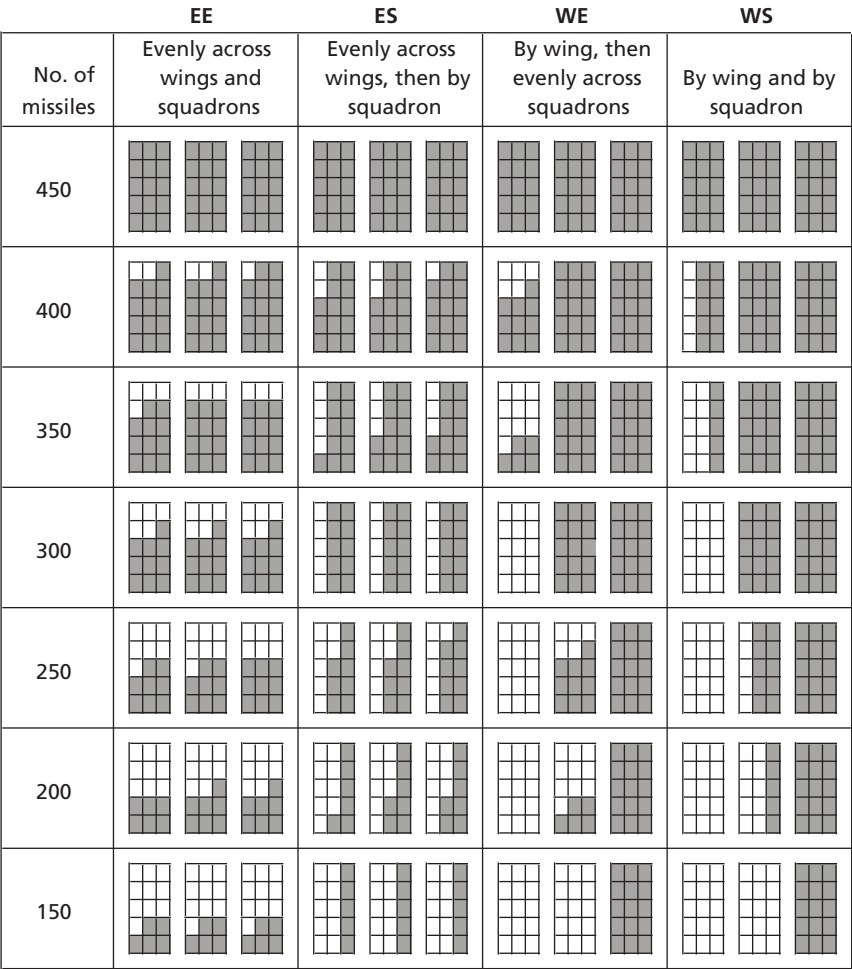 EE ES WE WS
No. of
missiles
Evenly across
wings and
squadrons
Evenly across
wings, then by
squadron
By wing, then
evenly across
squadrons
By wing and by
squadron
450
400
350
300
250
200
150